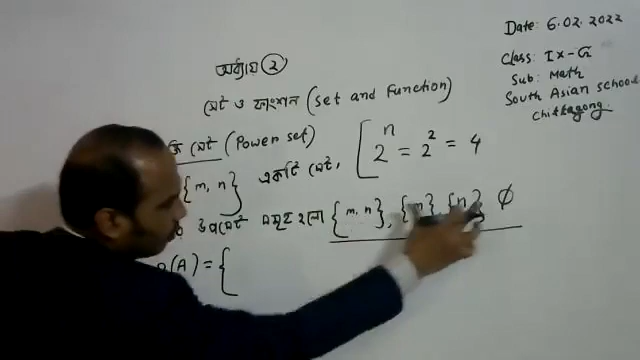 Date: 6.02.2022
Class: IX-G
Sub: Math
South Asian school
Chittagong.
অধ্যায় ২
সেট ও ফাংশন (Set and Function)
সেট (Power set)
2ⁿ = 2² = 4
{m, n} একটি সেট,
উপসেট সমূহ হলো {m, n}, {m}, {n}, ∅
P(A) = {